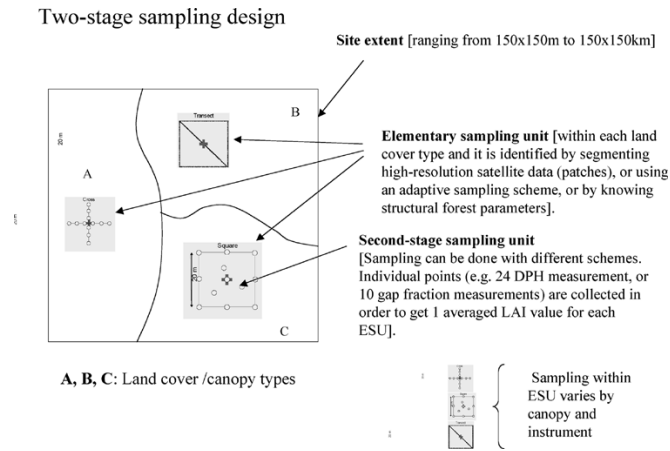 Two-stage sampling design
Site extent [ranging from 150x150m to 150x150km]
B
Transect
20 m
A
Cross
Elementary sampling unit [within each land
cover type and it is identified by segmenting
high-resolution satellite data (patches), or using
an adaptive sampling scheme, or by knowing
structural forest parameters].
Square
20 m
C
Second-stage sampling unit
[Sampling can be done with different schemes.
Individual points (e.g. 24 DPH measurement, or
10 gap fraction measurements) are collected in
order to get 1 averaged LAI value for each
ESU].
A, B, C: Land cover /canopy types
Sampling within
ESU varies by
canopy and
instrument